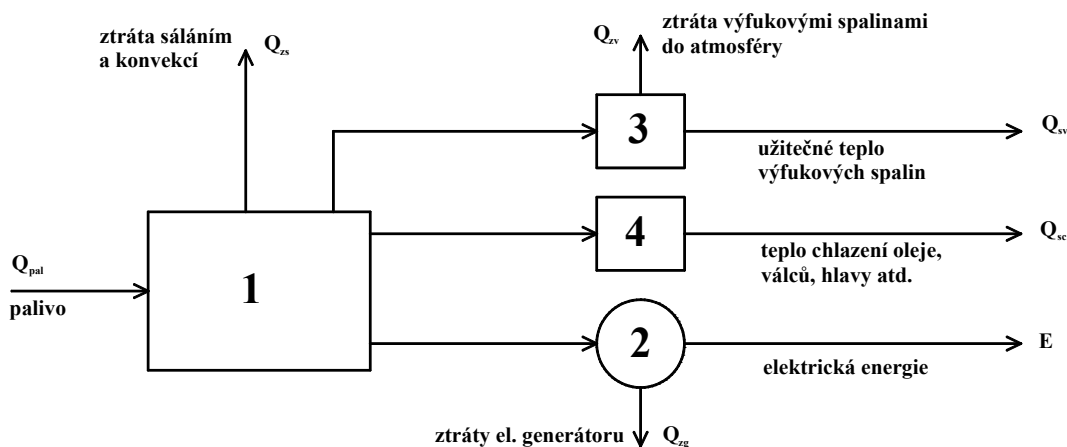 ztráta sáláním
a konvekcí
Q_zs
Q_zv
ztráta výfukovými spalinami
do atmosféry
3
Q_sv
užitečné teplo
výfukových spalin
4
Q_sc
teplo chlazení oleje,
válců, hlavy atd.
Q_pal
palivo
1
2
E
elektrická energie
ztráty el. generátoru
Q_zg